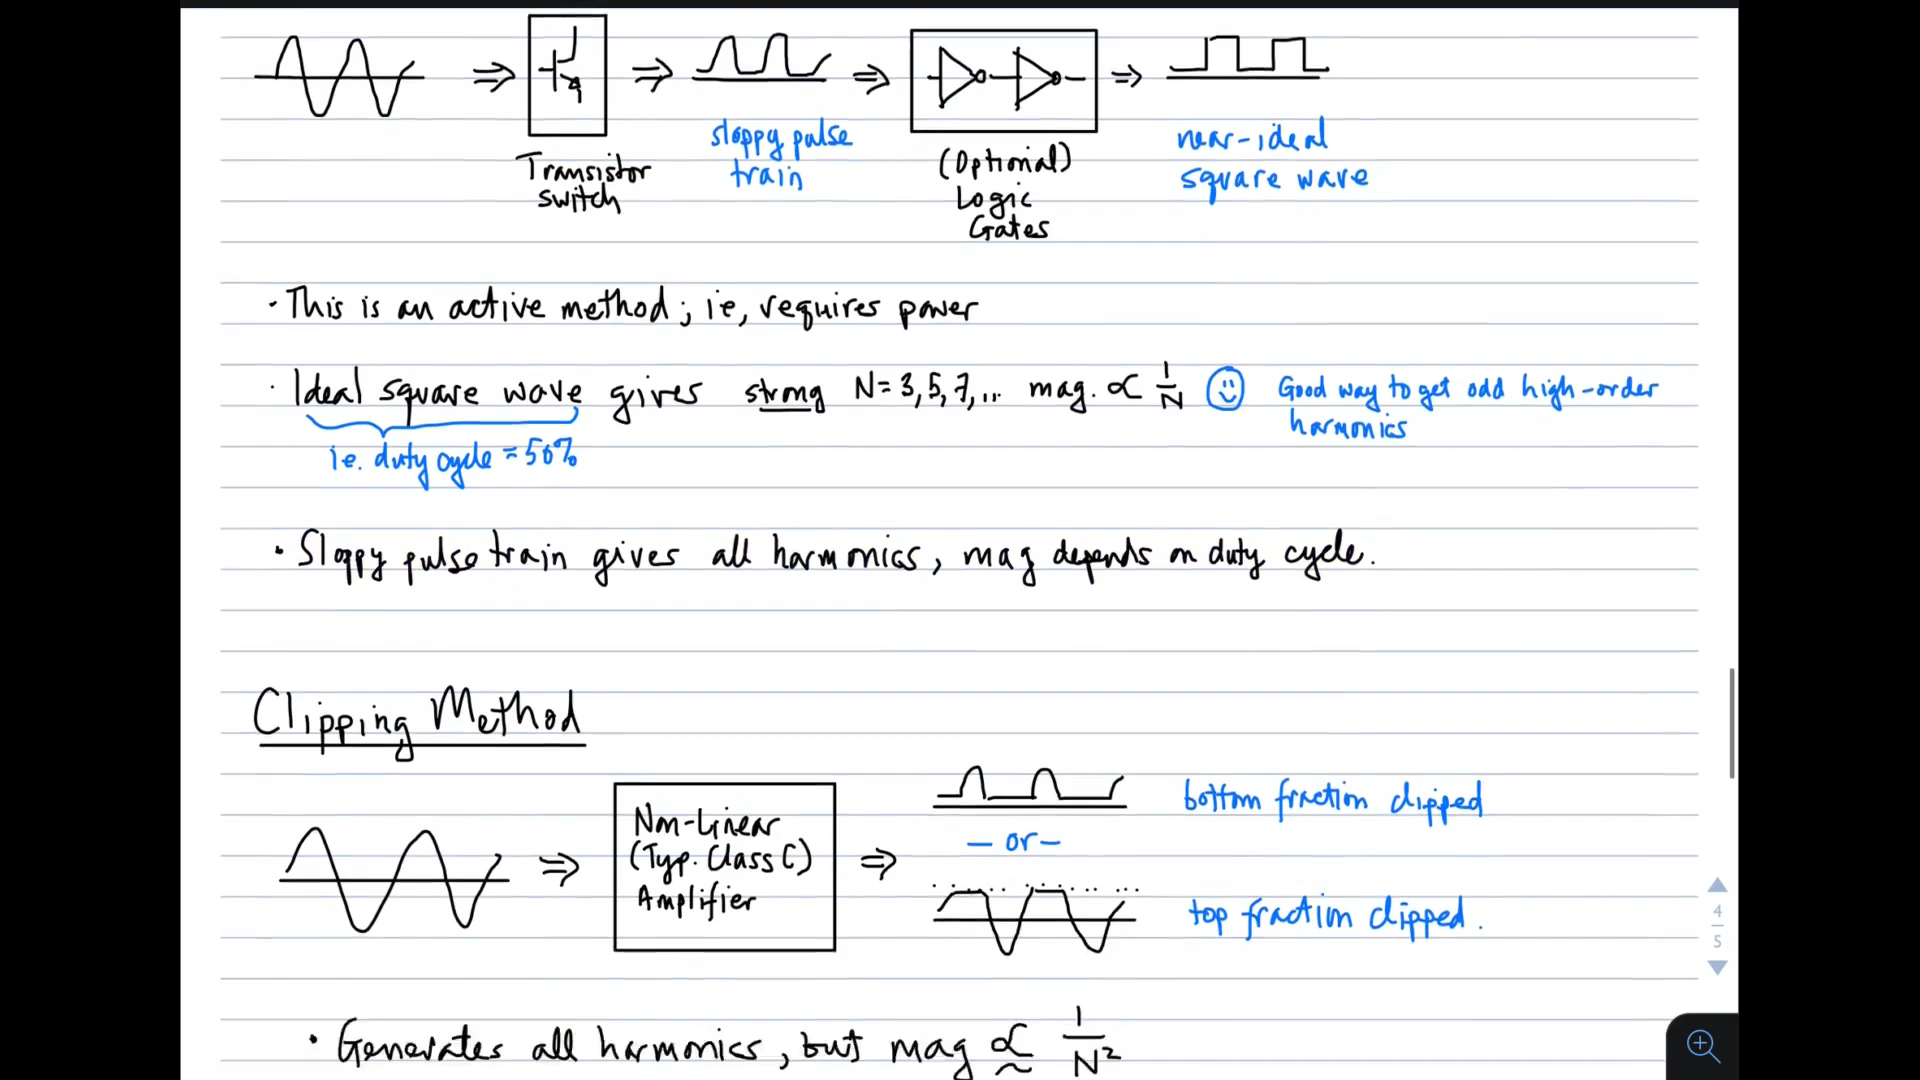 Transistor
switch
sloppy pulse
train
(Optional)
Logic
Gates
near-ideal
square wave
· This is an active method; ie, requires power
· Ideal square wave gives strong N=3,5,7,... mag. ∝ 1/N Good way to get odd high-order
harmonics
i.e. duty cycle = 50%
· Sloppy pulse train gives all harmonics, mag depends on duty cycle.
Clipping Method
Non-Linear
(Typ. Class C)
Amplifier
bottom fraction clipped
— or —
top fraction clipped.
4
5
· Generates all harmonics, but mag ∝ 1/N²